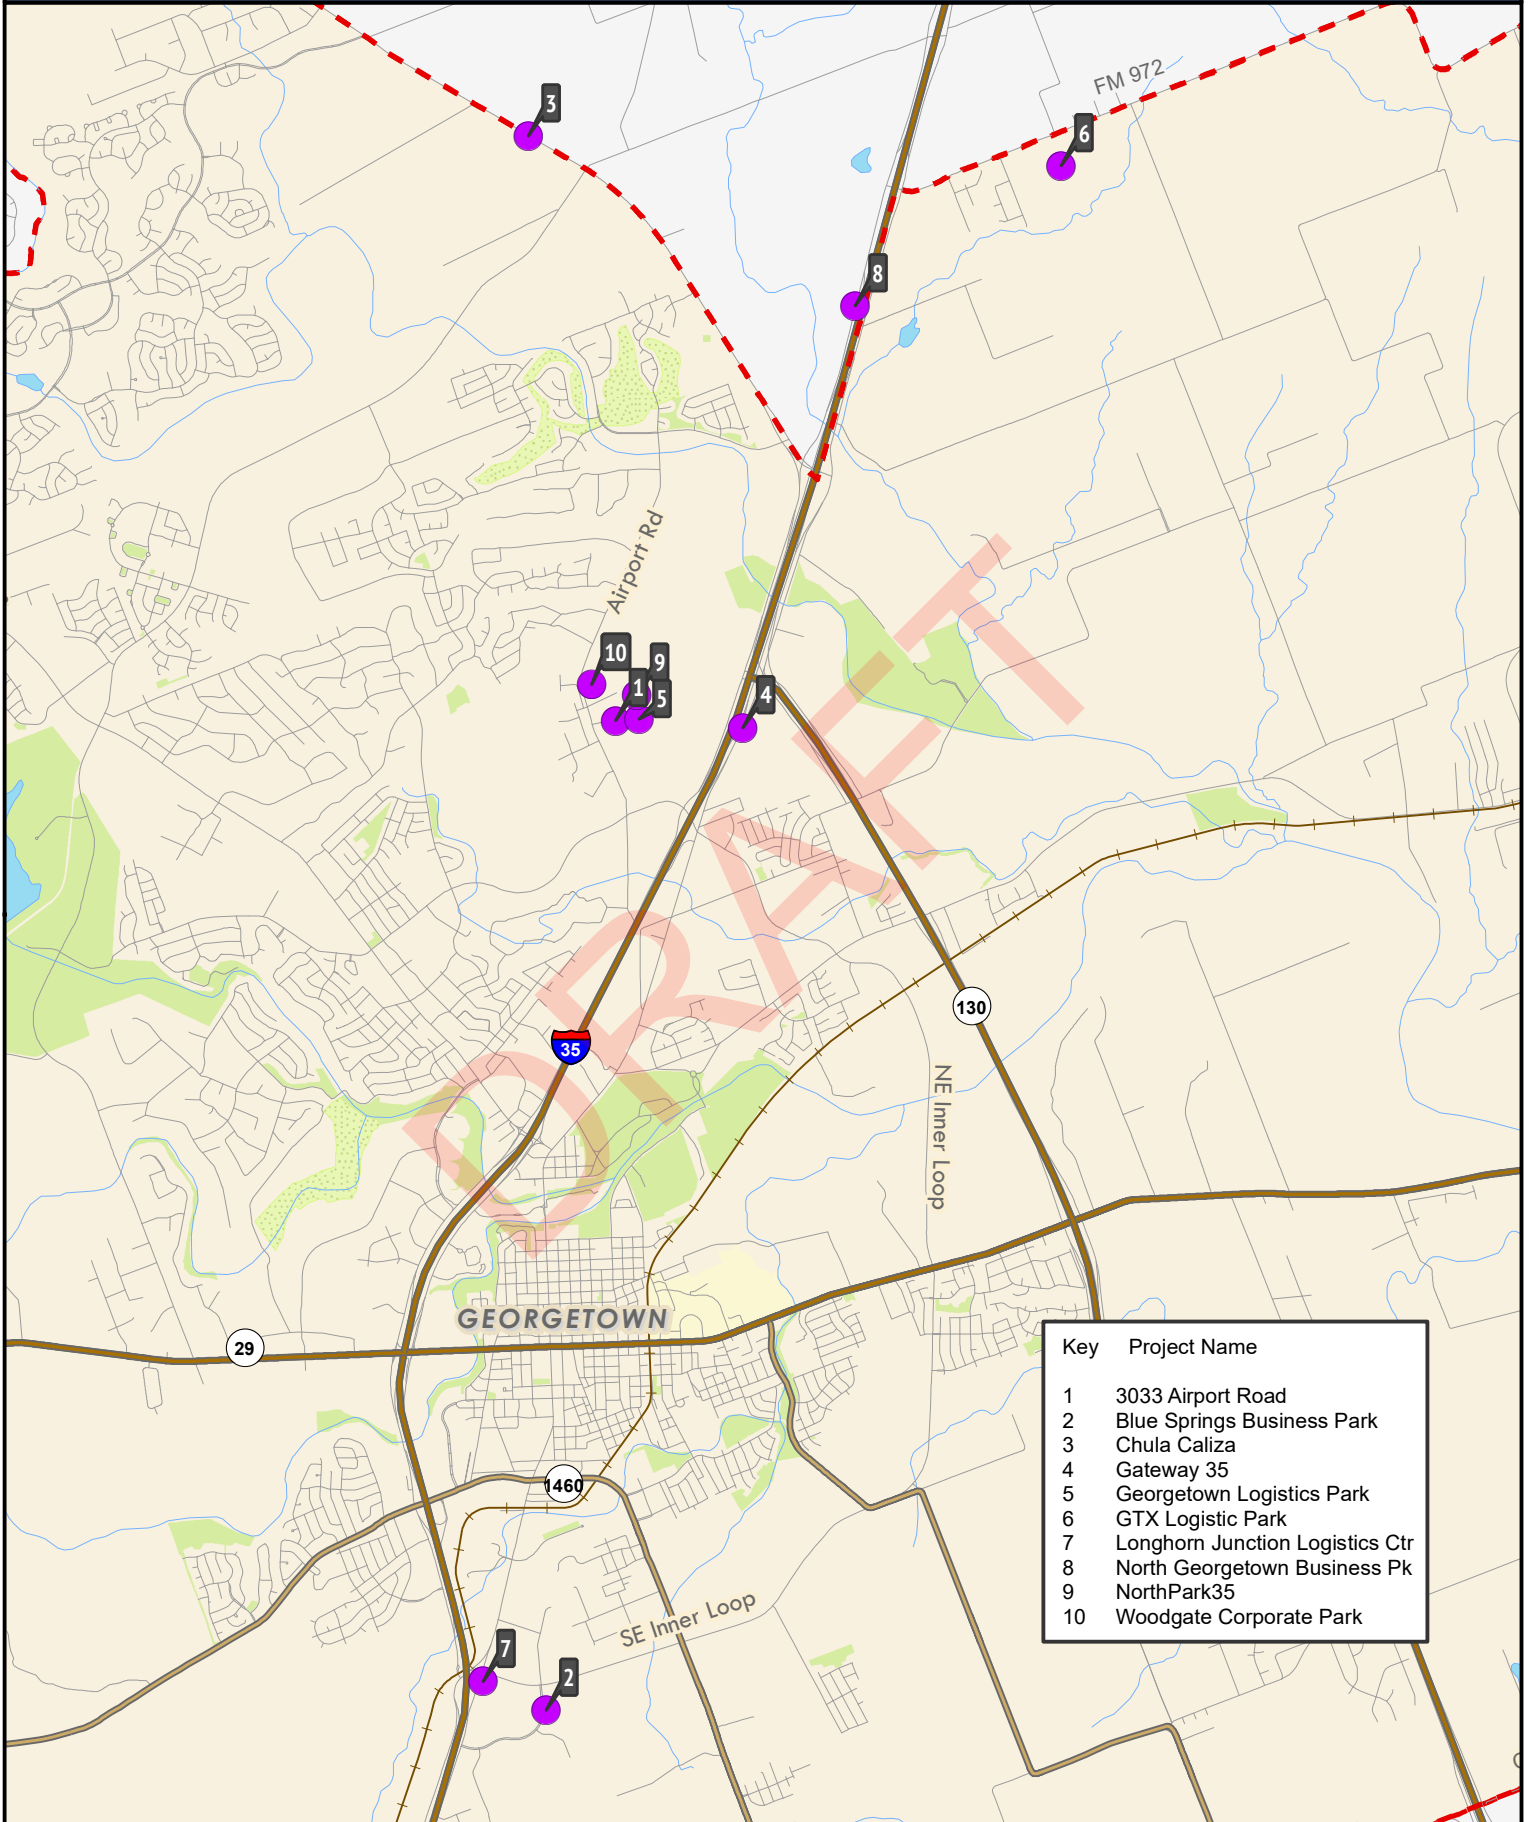 FM 972
3
6
8
Airport Rd
10
9
1
5
4
DRAFT
130
35
NE Inner Loop
GEORGETOWN
29
1460
SE Inner Loop
7
2
Key Project Name
1 3033 Airport Road
2 Blue Springs Business Park
3 Chula Caliza
4 Gateway 35
5 Georgetown Logistics Park
6 GTX Logistic Park
7 Longhorn Junction Logistics Ctr
8 North Georgetown Business Pk
9 NorthPark35
10 Woodgate Corporate Park